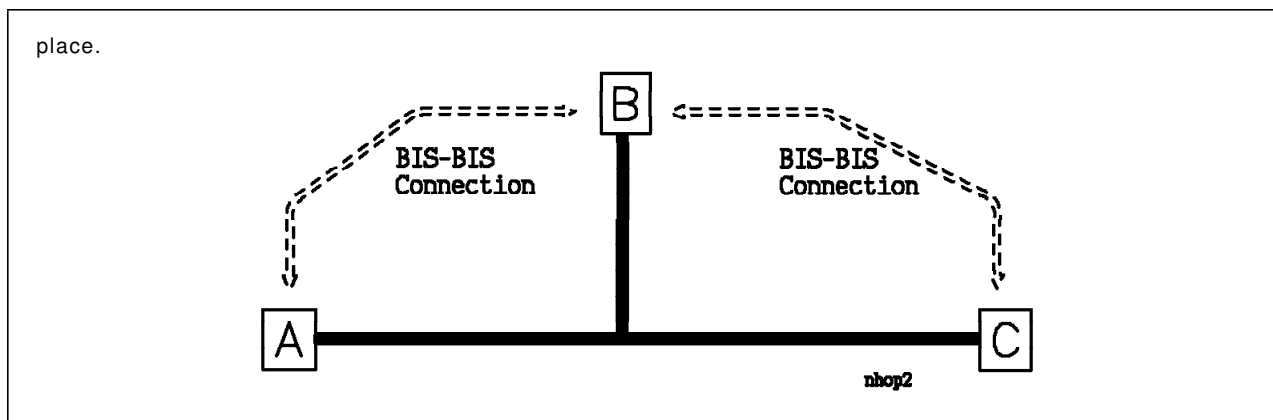 place.
B
BIS-BIS
Connection
BIS-BIS
Connection
A
C
nhop2